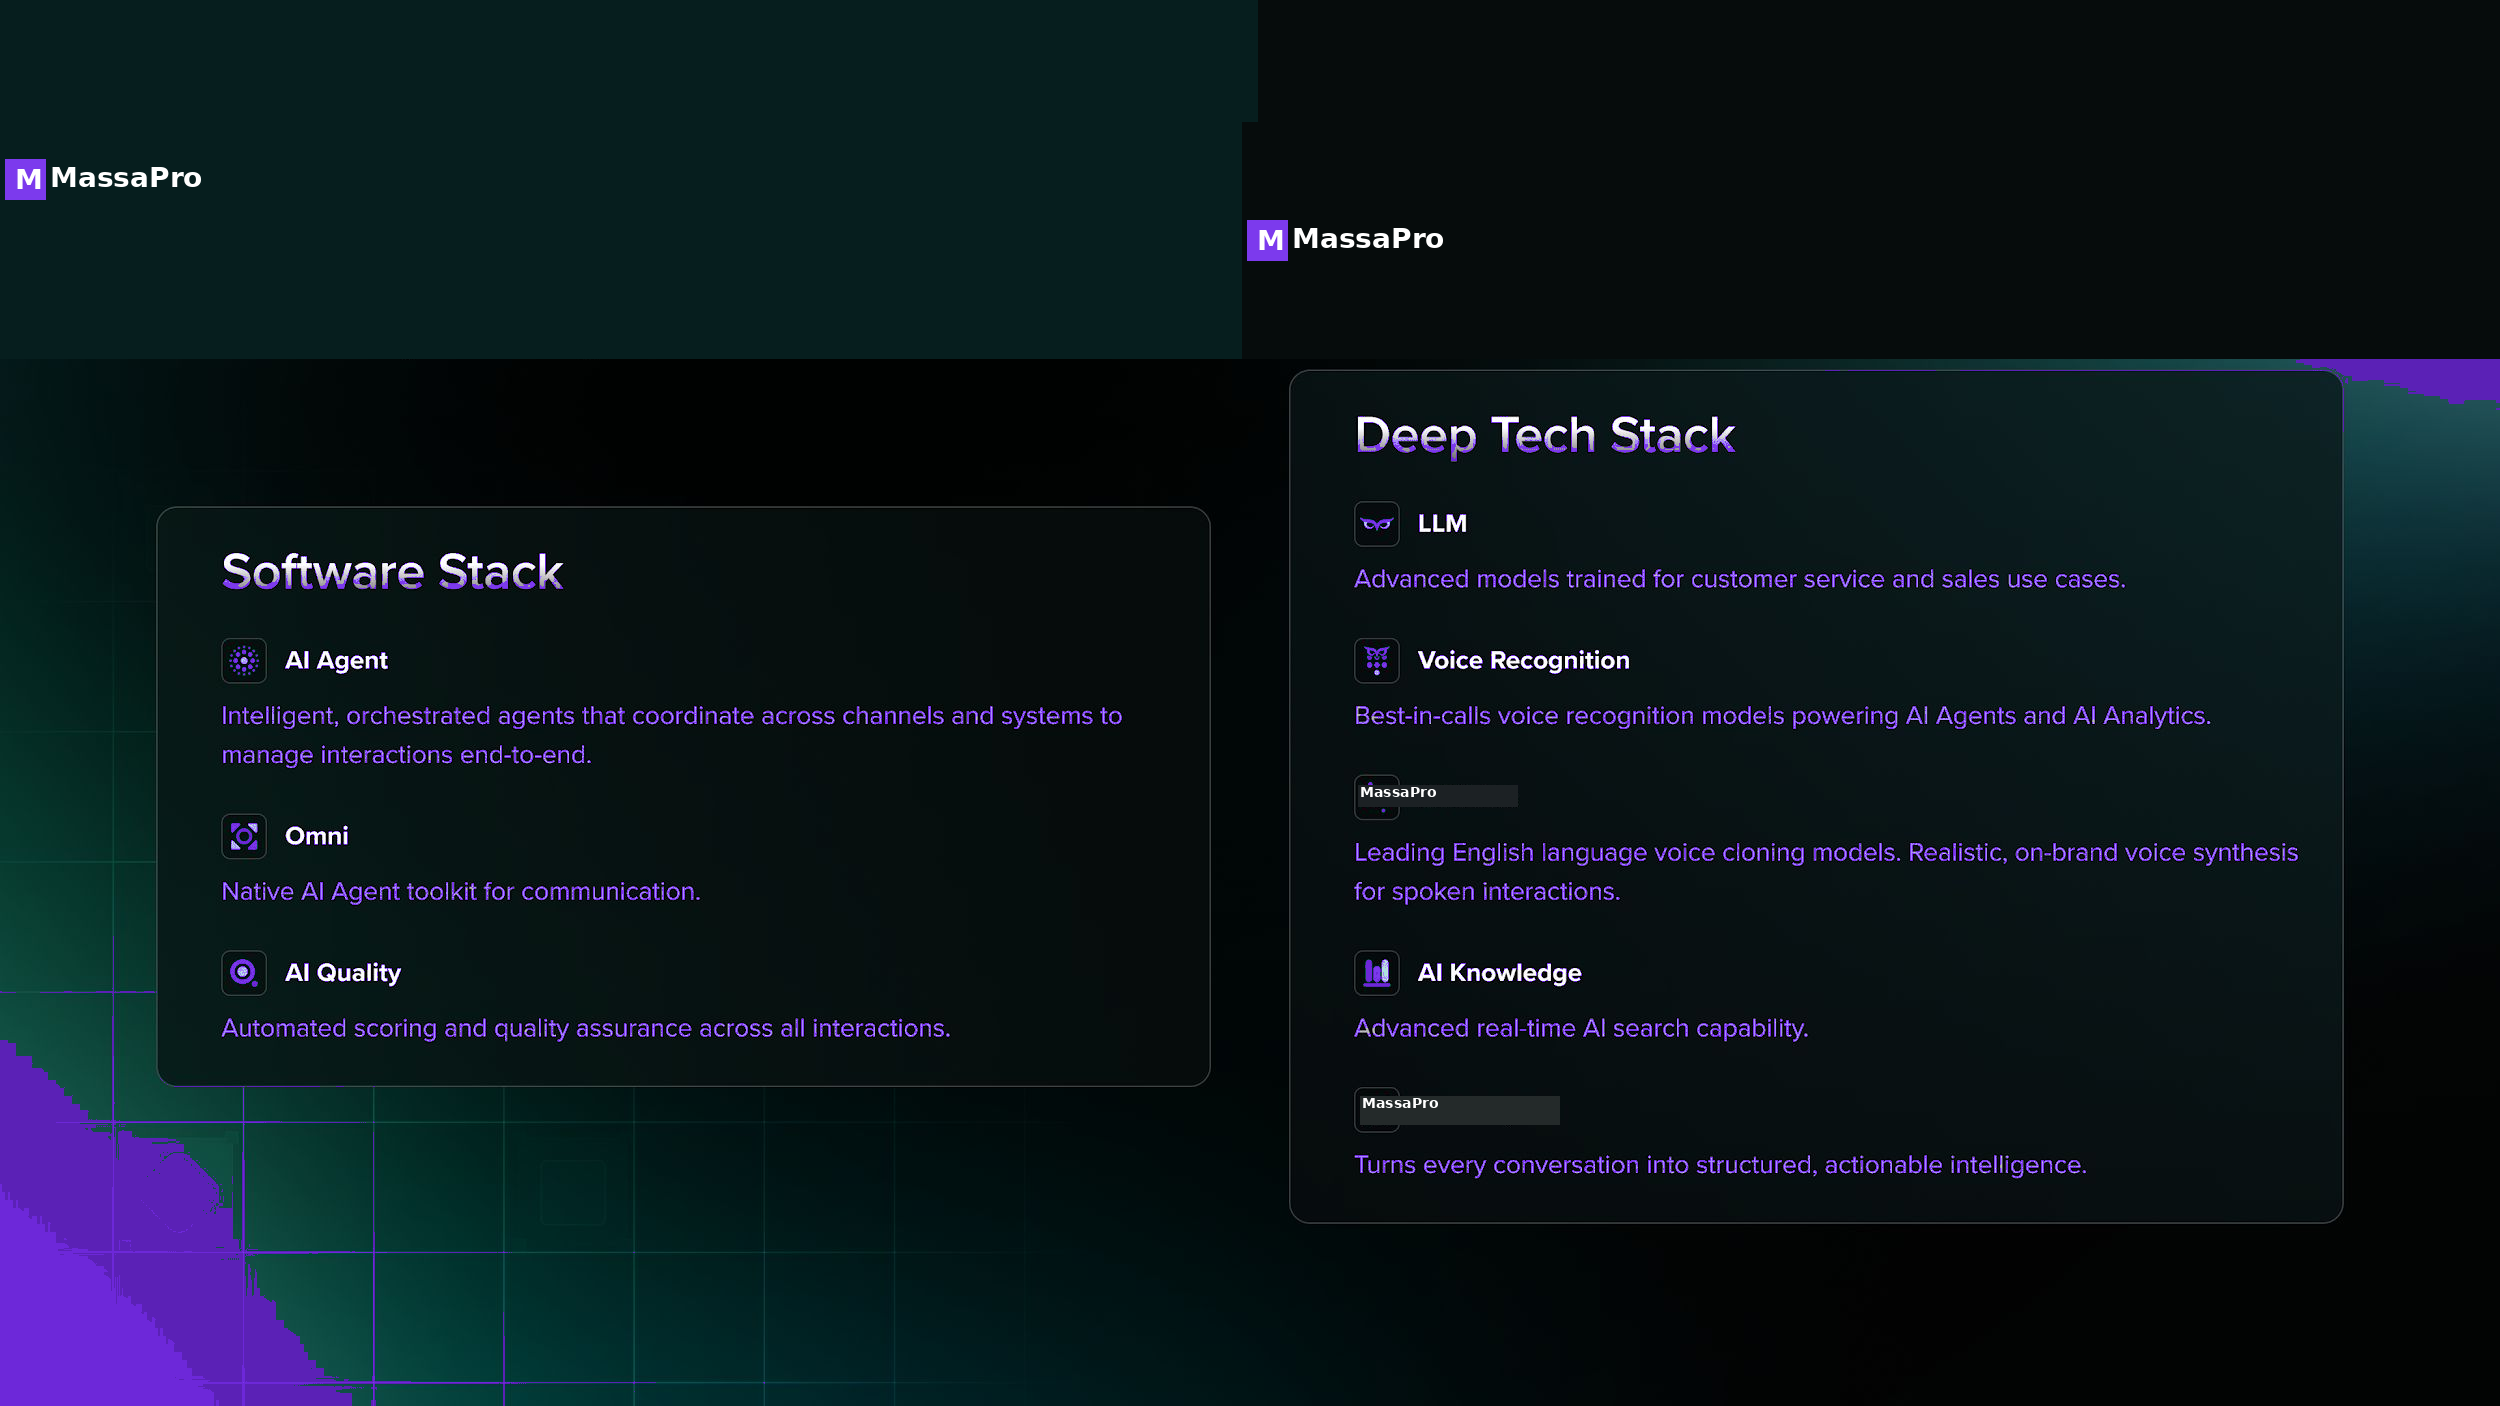 M MassaPro
M MassaPro
Software Stack
AI Agent
Intelligent, orchestrated agents that coordinate across channels and systems to
manage interactions end-to-end.
Omni
Native AI Agent toolkit for communication.
AI Quality
Automated scoring and quality assurance across all interactions.
Deep Tech Stack
LLM
Advanced models trained for customer service and sales use cases.
Voice Recognition
Best-in-calls voice recognition models powering AI Agents and AI Analytics.
MassaPro
Leading English language voice cloning models. Realistic, on-brand voice synthesis
for spoken interactions.
AI Knowledge
Advanced real-time AI search capability.
MassaPro
Turns every conversation into structured, actionable intelligence.